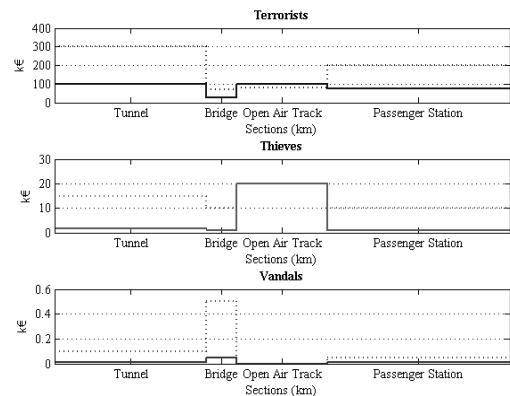 Terrorists
400
300
200
100
0
k€
Tunnel Bridge Open Air Track Passenger Station
Sections (km)
Thieves
30
20
10
0
k€
Tunnel Bridge Open Air Track Passenger Station
Sections (km)
Vandals
0.6
0.4
0.2
0
k€
Tunnel Bridge Open Air Track Passenger Station
Sections (km)